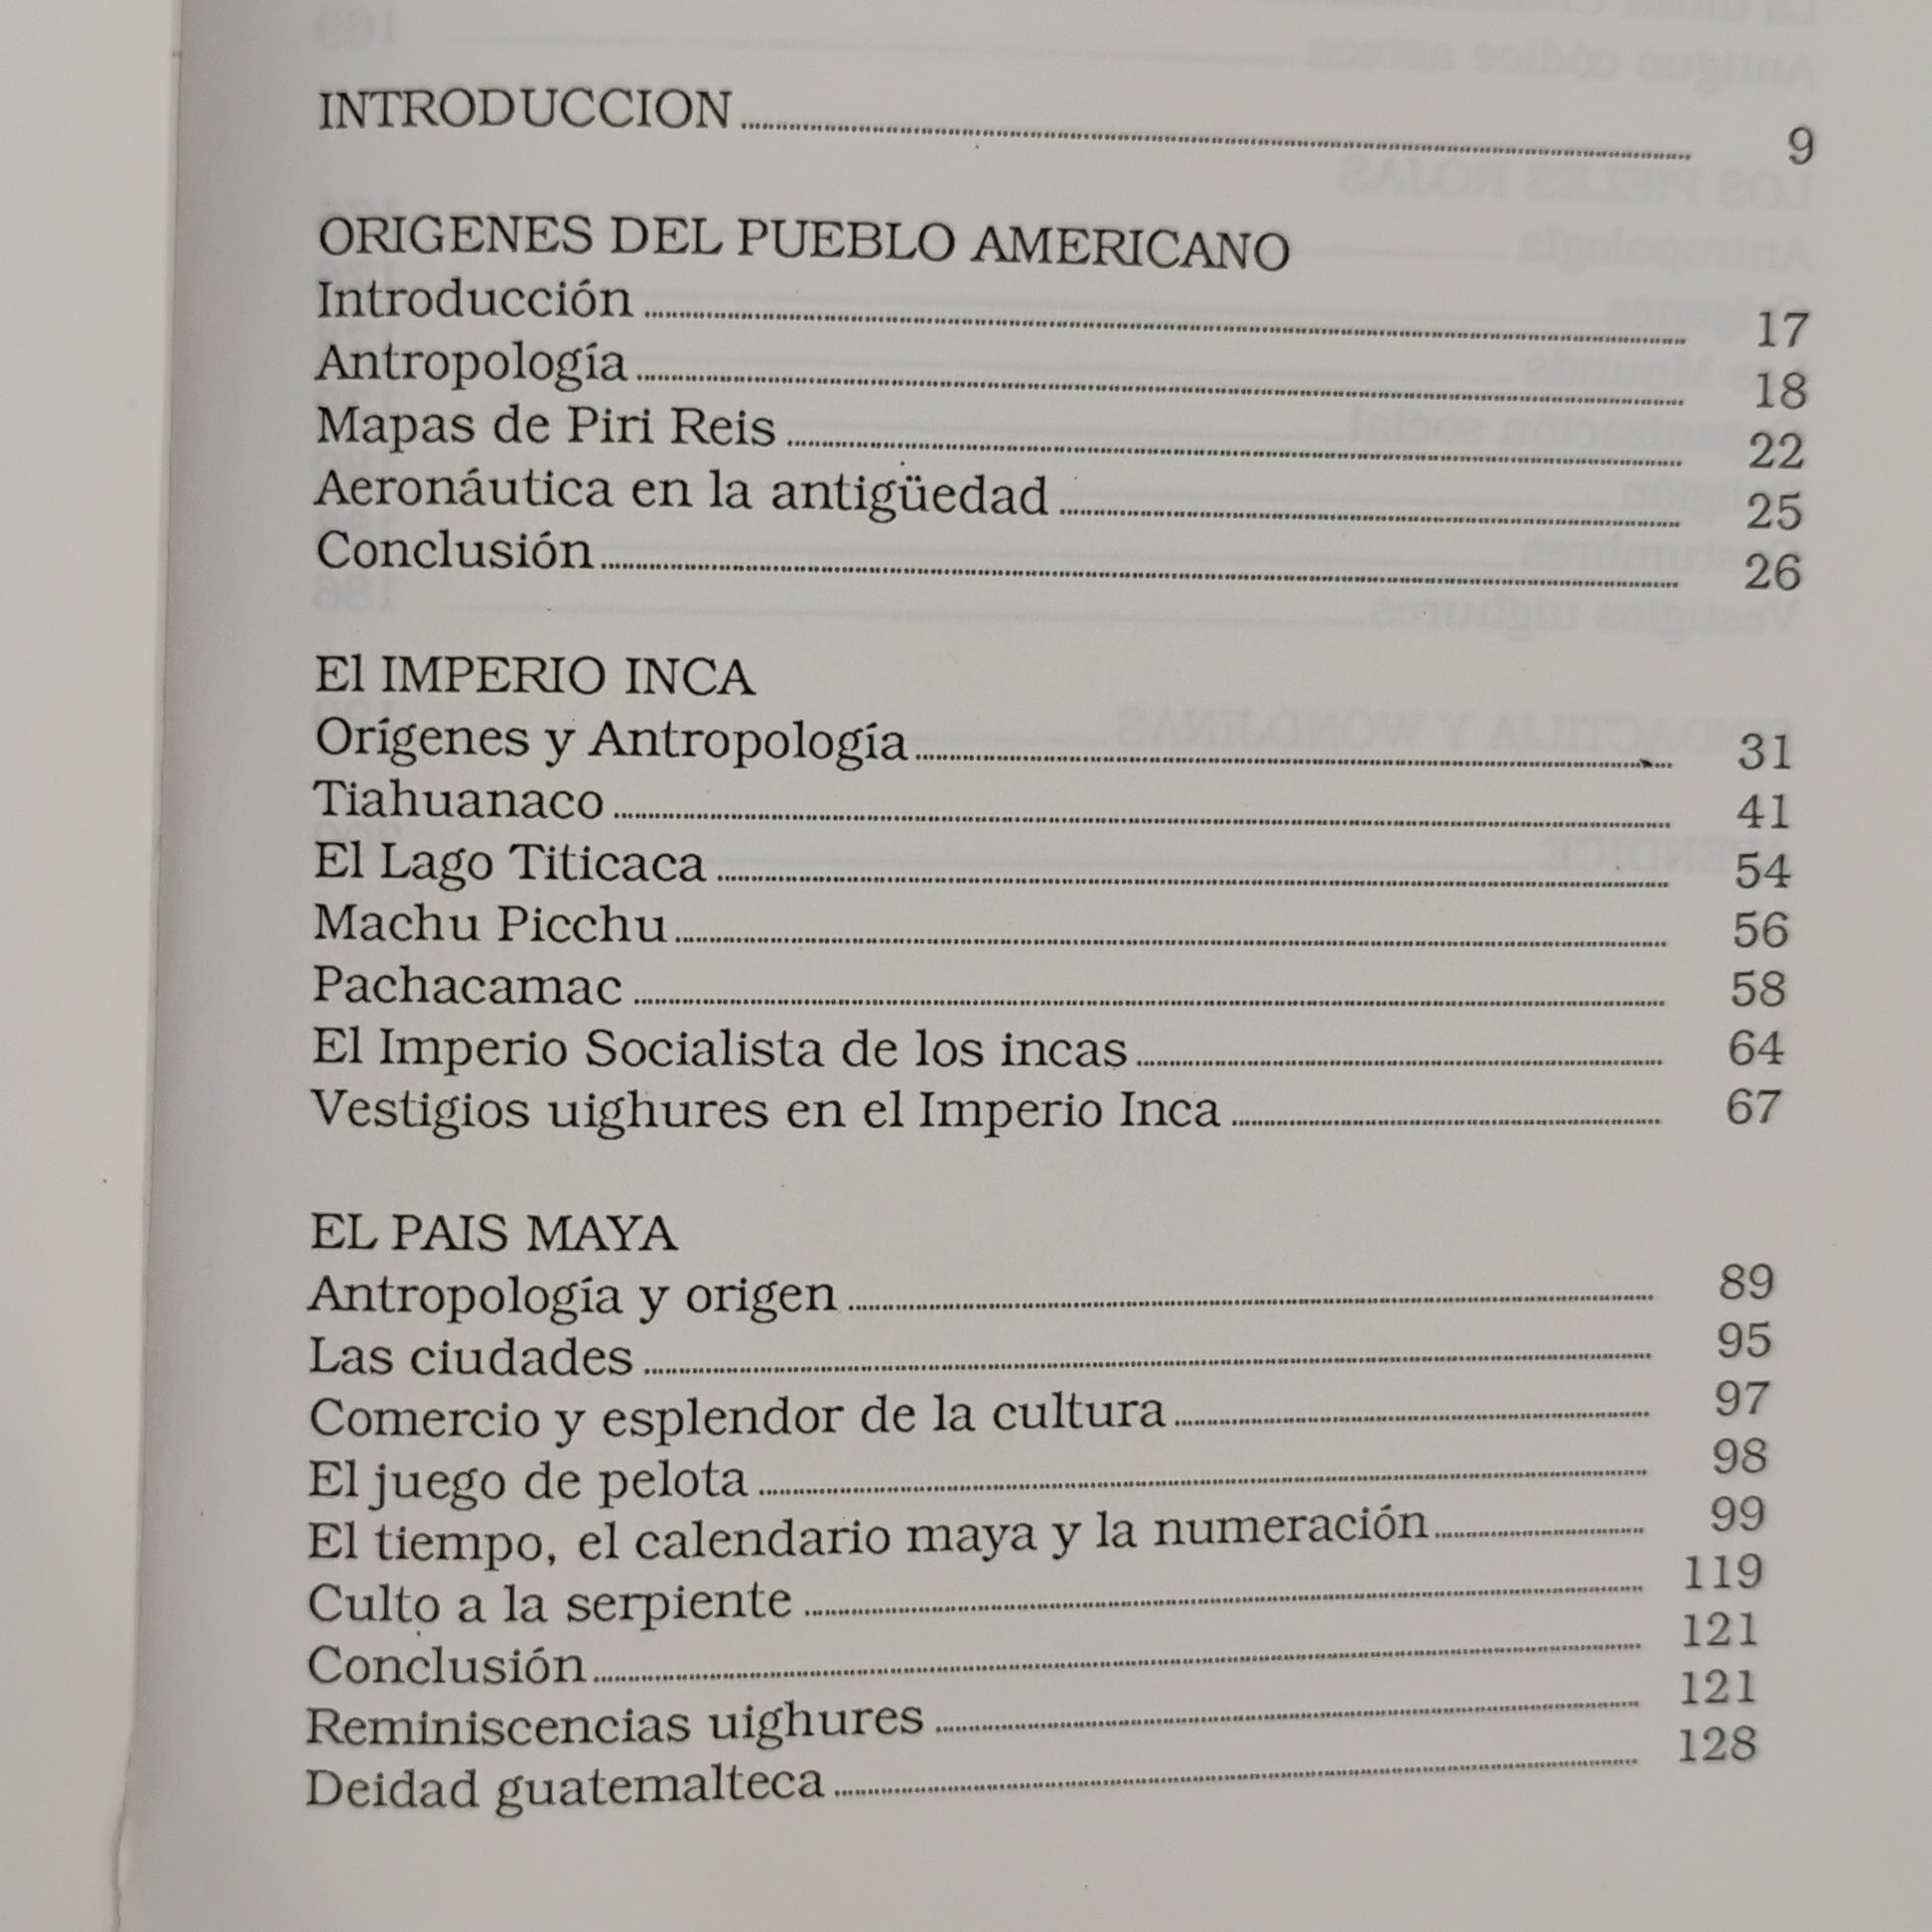 INTRODUCCION 9
ORIGENES DEL PUEBLO AMERICANO
Introducción 17
Antropología 18
Mapas de Piri Reis 22
Aeronáutica en la antigüedad 25
Conclusión 26
El IMPERIO INCA
Orígenes y Antropología 31
Tiahuanaco 41
El Lago Titicaca 54
Machu Picchu 56
Pachacamac 58
El Imperio Socialista de los incas 64
Vestigios uighures en el Imperio Inca 67
EL PAIS MAYA
Antropología y origen 89
Las ciudades 95
Comercio y esplendor de la cultura 97
El juego de pelota 98
El tiempo, el calendario maya y la numeración 99
Culto a la serpiente 119
Conclusión 121
Reminiscencias uighures 121
Deidad guatemalteca 128